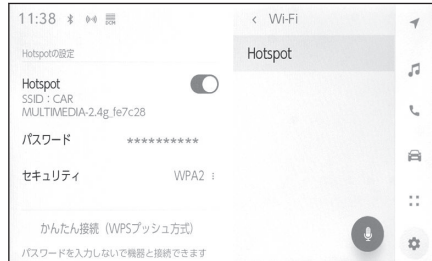 11:38
DCM
Hotspotの設定
Hotspot
SSID：CAR
MULTIMEDIA-2.4g_fe7c28
パスワード **********
セキュリティ WPA2
かんたん接続（WPSプッシュ方式）
パスワードを入力しないで機器と接続できます
< Wi-Fi
Hotspot